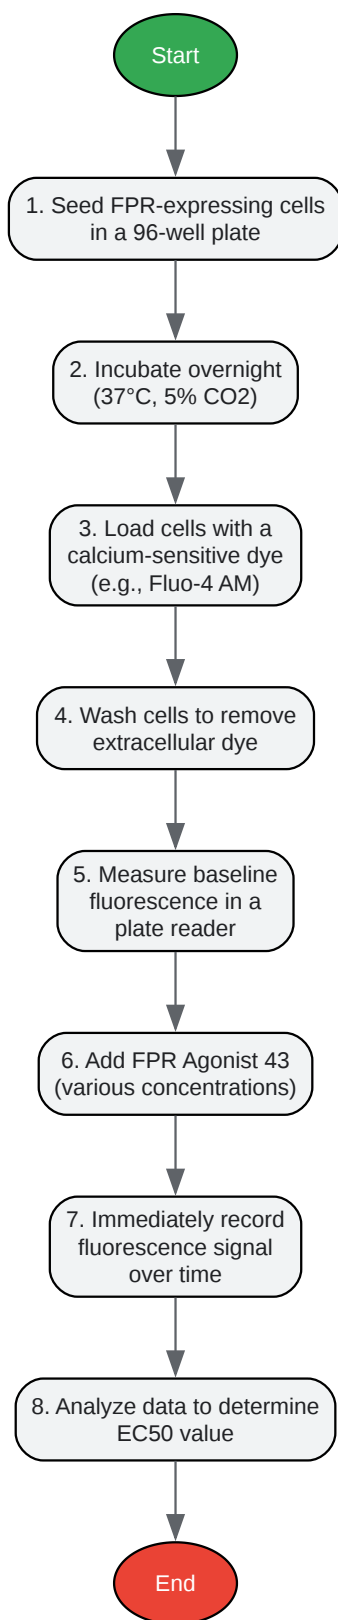 Start
1. Seed FPR-expressing cells
in a 96-well plate
2. Incubate overnight
(37°C, 5% CO2)
3. Load cells with a
calcium-sensitive dye
(e.g., Fluo-4 AM)
4. Wash cells to remove
extracellular dye
5. Measure baseline
fluorescence in a
plate reader
6. Add FPR Agonist 43
(various concentrations)
7. Immediately record
fluorescence signal
over time
8. Analyze data to determine
EC50 value
End